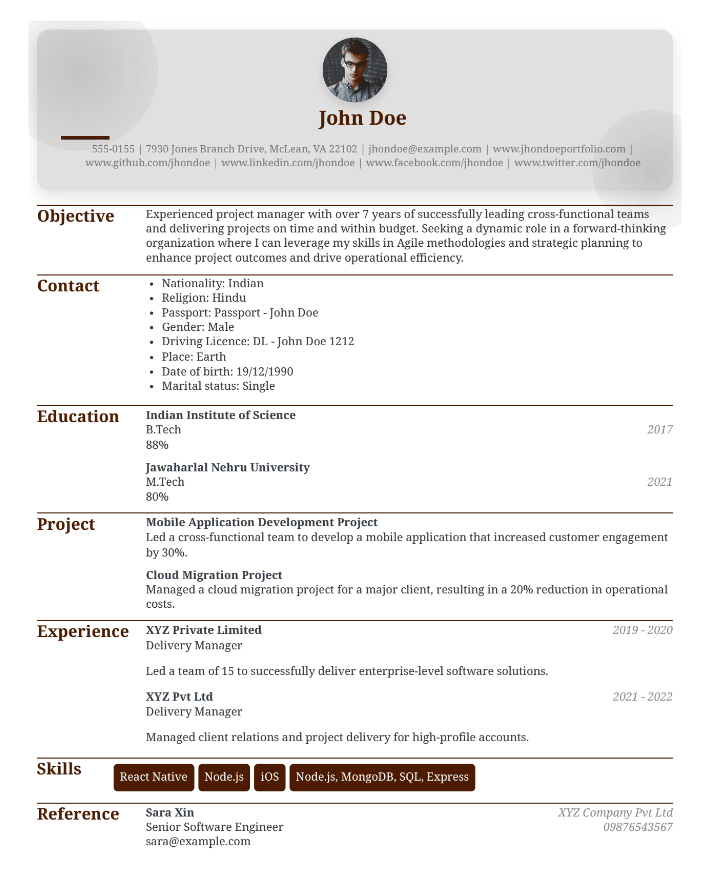 John Doe
555-0155 | 7930 Jones Branch Drive, McLean, VA 22102 | jhondoe@example.com | www.jhondoeportfolio.com |
www.github.com/jhondoe | www.linkedin.com/jhondoe | www.facebook.com/jhondoe | www.twitter.com/jhondoe
Objective
Experienced project manager with over 7 years of successfully leading cross-functional teams
and delivering projects on time and within budget. Seeking a dynamic role in a forward-thinking
organization where I can leverage my skills in Agile methodologies and strategic planning to
enhance project outcomes and drive operational efficiency.
Contact
• Nationality: Indian
• Religion: Hindu
• Passport: Passport - John Doe
• Gender: Male
• Driving Licence: DL - John Doe 1212
• Place: Earth
• Date of birth: 19/12/1990
• Marital status: Single
Education
Indian Institute of Science
B.Tech 2017
88%
Jawaharlal Nehru University
M.Tech 2021
80%
Project
Mobile Application Development Project
Led a cross-functional team to develop a mobile application that increased customer engagement
by 30%.
Cloud Migration Project
Managed a cloud migration project for a major client, resulting in a 20% reduction in operational
costs.
Experience
XYZ Private Limited 2019 - 2020
Delivery Manager
Led a team of 15 to successfully deliver enterprise-level software solutions.
XYZ Pvt Ltd 2021 - 2022
Delivery Manager
Managed client relations and project delivery for high-profile accounts.
Skills
React Native Node.js iOS Node.js, MongoDB, SQL, Express
Reference
Sara Xin XYZ Company Pvt Ltd
Senior Software Engineer 09876543567
sara@example.com